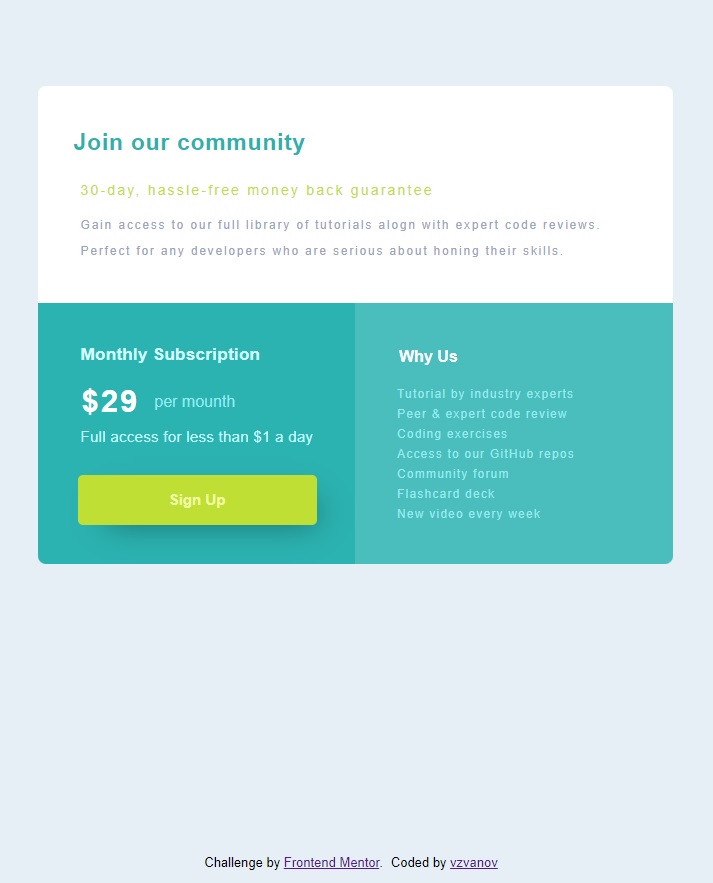 Join our community
30-day, hassle-free money back guarantee
Gain access to our full library of tutorials alogn with expert code reviews.
Perfect for any developers who are serious about honing their skills.
Monthly Subscription
$29 per mounth
Full access for less than $1 a day
Sign Up
Why Us
Tutorial by industry experts
Peer & expert code review
Coding exercises
Access to our GitHub repos
Community forum
Flashcard deck
New video every week
Challenge by Frontend Mentor. Coded by vzvanov